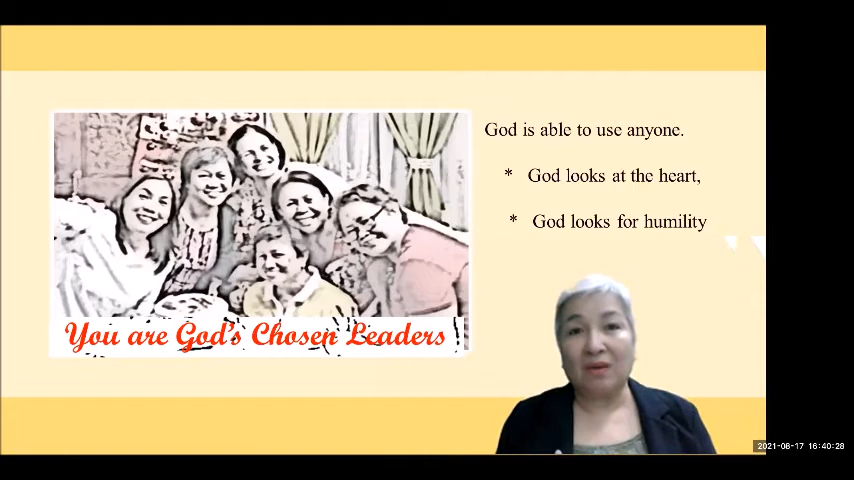 God is able to use anyone.
* God looks at the heart,
* God looks for humility
You are God's Chosen Leaders
2021-08-17 16:40:28